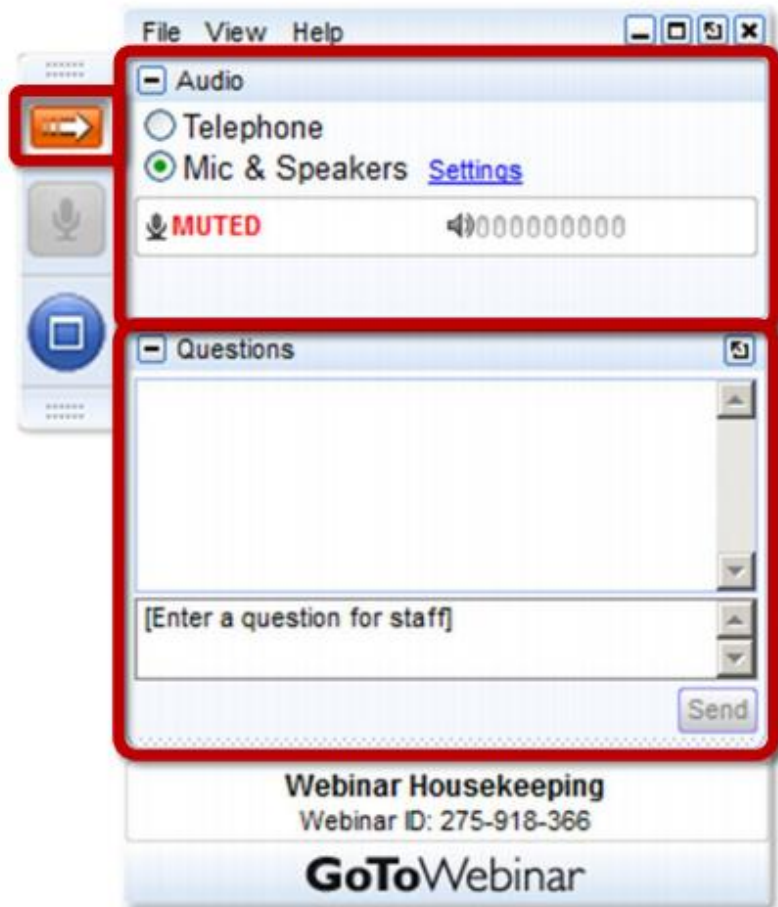 File View Help
Audio
Telephone
Mic & Speakers Settings
MUTED
Questions
[Enter a question for staff]
Send
Webinar Housekeeping
Webinar ID: 275-918-366
GoToWebinar